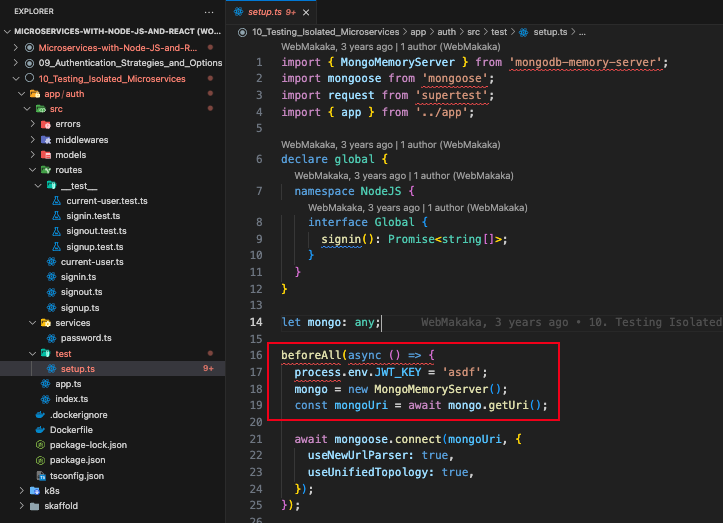 EXPLORER
...
MICROSERVICES-WITH-NODE-JS-AND-REACT (WO...
Microservices-with-Node-JS-and-R...
09_Authentication_Strategies_and_Options
10_Testing_Isolated_Microservices
app/auth
src
errors
middlewares
models
routes
__test__
current-user.test.ts
signin.test.ts
signout.test.ts
signup.test.ts
current-user.ts
signin.ts
signout.ts
signup.ts
services
password.ts
test
setup.ts 9+
app.ts
index.ts
.dockerignore
Dockerfile
package-lock.json
package.json
tsconfig.json
k8s
skaffold
setup.ts 9+
10_Testing_Isolated_Microservices > app > auth > src > test > setup.ts > ...
WebMakaka, 3 years ago | 1 author (WebMakaka)
1 import { MongoMemoryServer } from 'mongodb-memory-server';
2 import mongoose from 'mongoose';
3 import request from 'supertest';
4 import { app } from '../app';
5
WebMakaka, 3 years ago | 1 author (WebMakaka)
6 declare global {
WebMakaka, 3 years ago | 1 author (WebMakaka)
7 namespace NodeJS {
WebMakaka, 3 years ago | 1 author (WebMakaka)
8 interface Global {
9 signin(): Promise<string[]>;
10 }
11 }
12 }
13
14 let mongo: any; WebMakaka, 3 years ago • 10. Testing Isolated
15
16 beforeAll(async () => {
17 process.env.JWT_KEY = 'asdf';
18 mongo = new MongoMemoryServer();
19 const mongoUri = await mongo.getUri();
20
21 await mongoose.connect(mongoUri, {
22 useNewUrlParser: true,
23 useUnifiedTopology: true,
24 });
25 });
26